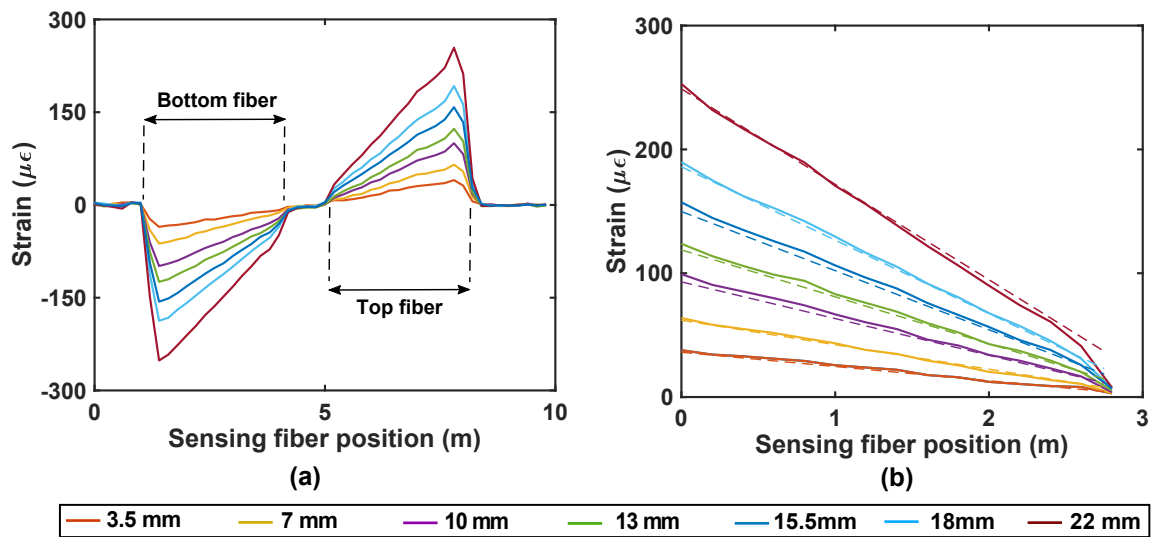 300
150
0
-150
-300
Strain (με)
Bottom fiber
Top fiber
0
5
10
Sensing fiber position (m)
(a)
300
200
100
0
Strain (με)
0
1
2
3
Sensing fiber position (m)
(b)
3.5 mm 7 mm 10 mm 13 mm 15.5mm 18mm 22 mm